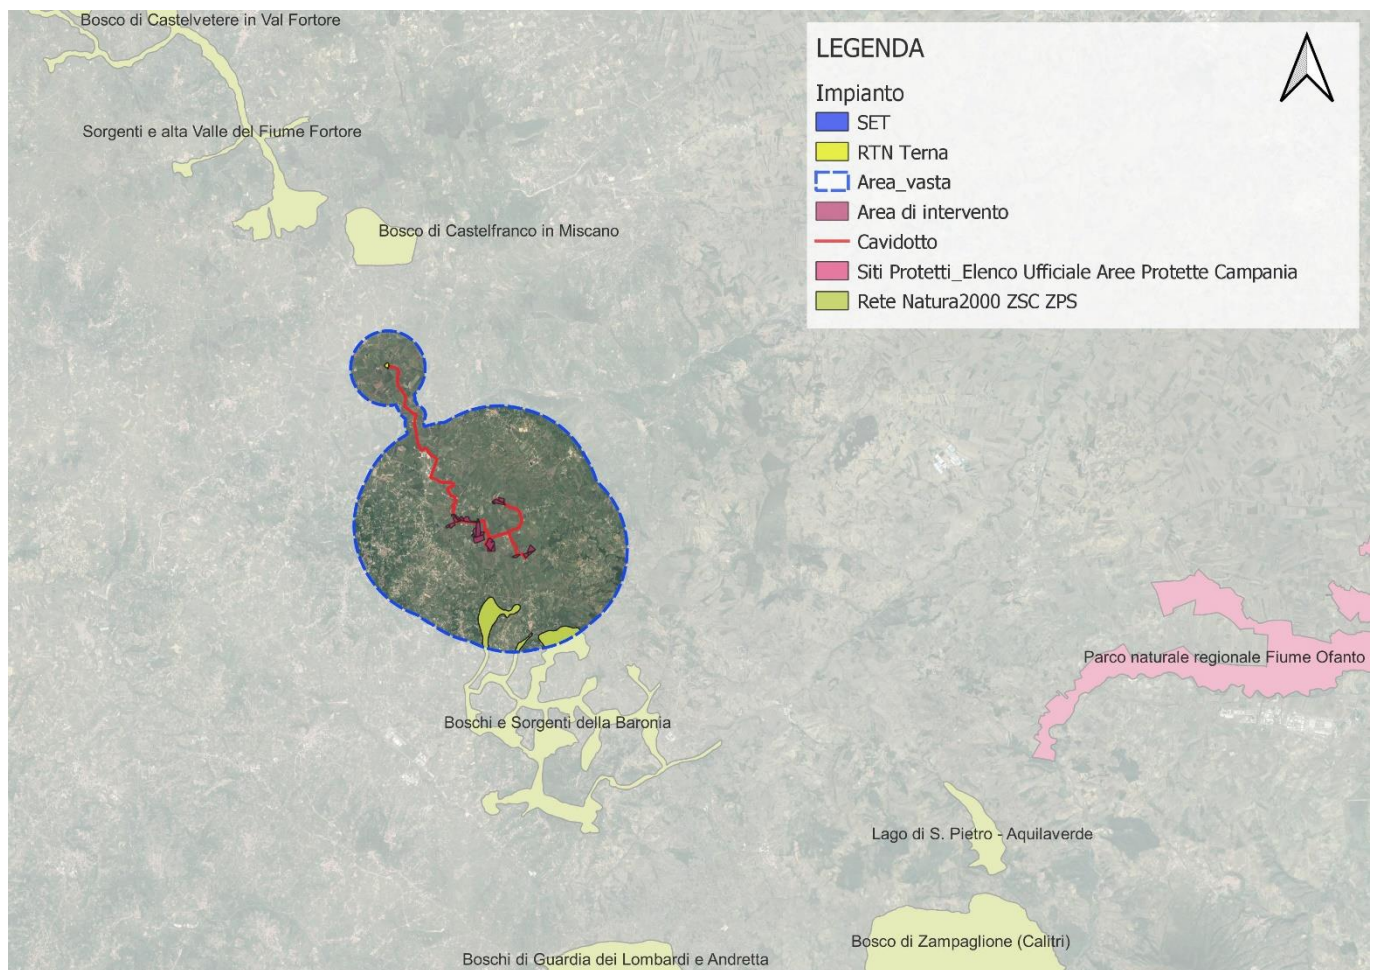 Bosco di Castelvetere in Val Fortore
Sorgenti e alta Valle del Fiume Fortore
Bosco di Castelfranco in Miscano
LEGENDA
Impianto
SET
RTN Terna
Area_vasta
Area di intervento
Cavidotto
Siti Protetti_Elenco Ufficiale Aree Protette Campania
Rete Natura2000 ZSC ZPS
Parco naturale regionale Fiume Ofanto
Boschi e Sorgenti della Baronia
Lago di S. Pietro - Aquilaverde
Bosco di Zampaglione (Calitri)
Boschi di Guardia dei Lombardi e Andretta